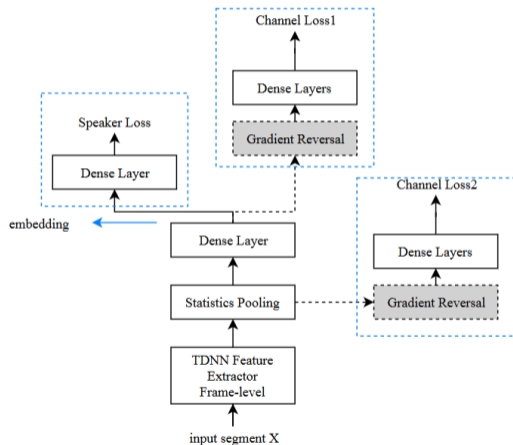 Channel Loss1
Dense Layers
Gradient Reversal
Speaker Loss
Dense Layer
embedding
Dense Layer
Statistics Pooling
TDNN Feature
Extractor
Frame-level
input segment X
Channel Loss2
Dense Layers
Gradient Reversal